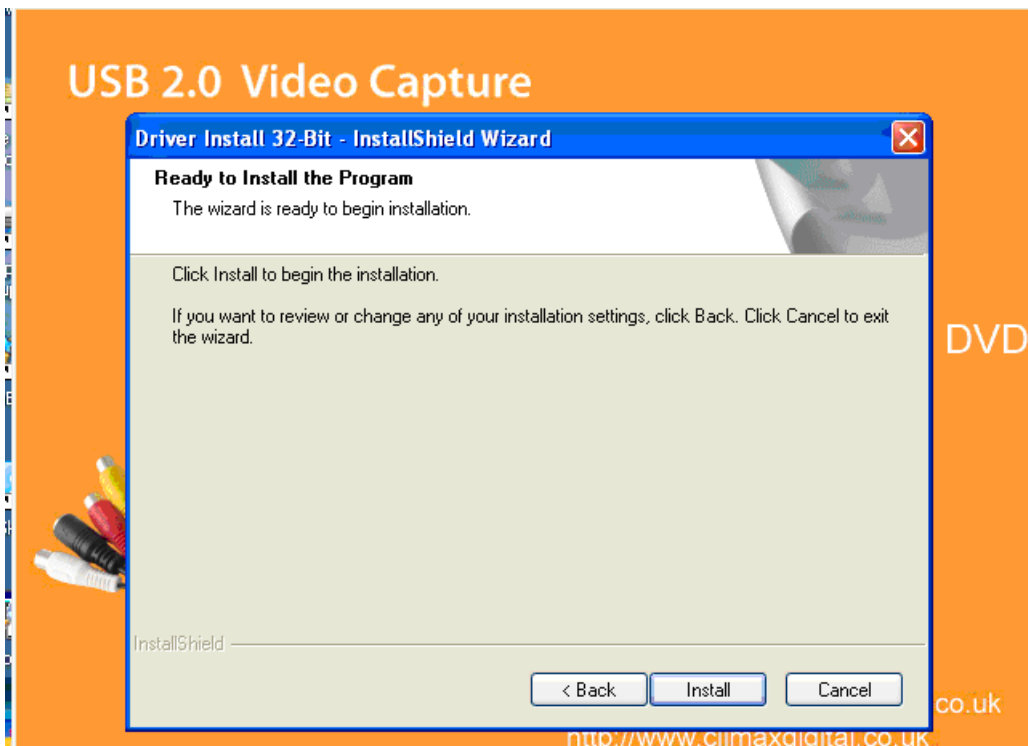 USB 2.0 Video Capture
Driver Install 32-Bit - InstallShield Wizard
Ready to Install the Program
The wizard is ready to begin installation.
Click Install to begin the installation.
If you want to review or change any of your installation settings, click Back. Click Cancel to exit
the wizard.
DVD
InstallShield
< Back
Install
Cancel
co.uk
http://www.climaxdigital.co.uk